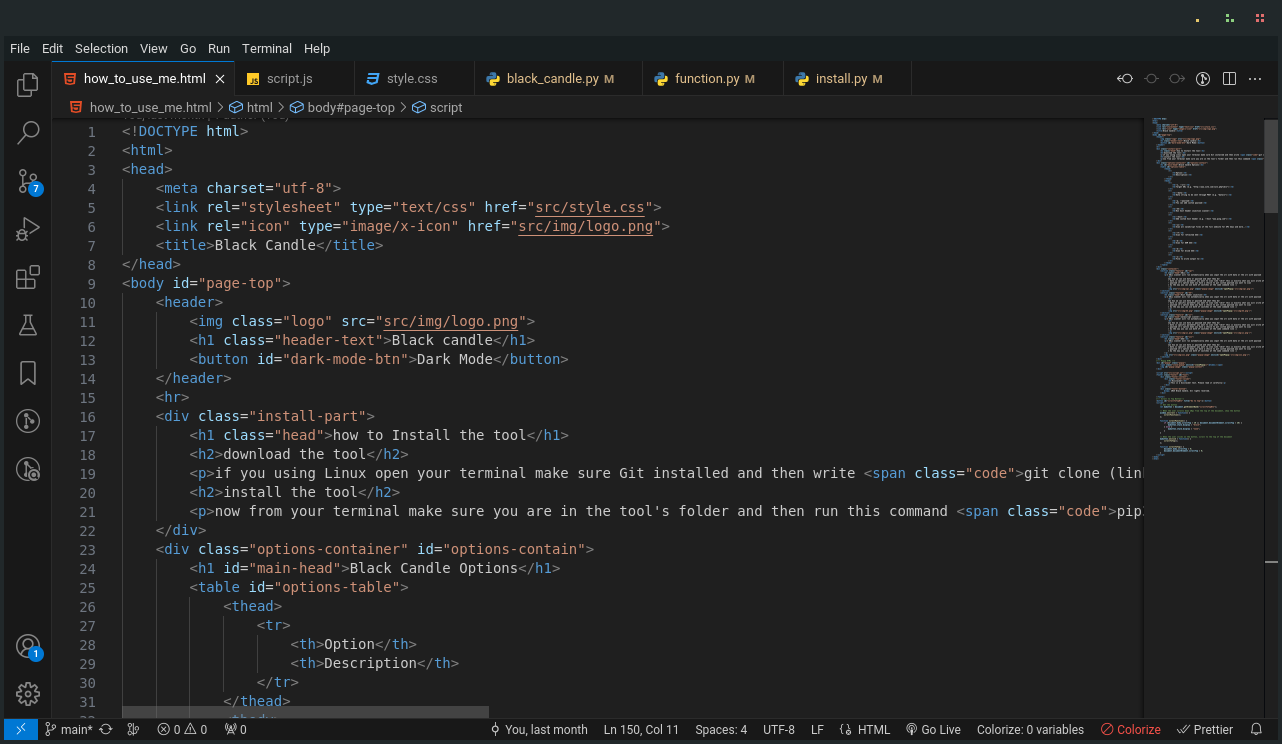 File Edit Selection View Go Run Terminal Help
how_to_use_me.html script.js style.css black_candle.py M function.py M install.py M
how_to_use_me.html > html > body#page-top > script
1 <!DOCTYPE html>
2 <html>
3 <head>
4 <meta charset="utf-8">
5 <link rel="stylesheet" type="text/css" href="src/style.css">
6 <link rel="icon" type="image/x-icon" href="src/img/logo.png">
7 <title>Black Candle</title>
8 </head>
9 <body id="page-top">
10 <header>
11 <img class="logo" src="src/img/logo.png">
12 <h1 class="header-text">Black candle</h1>
13 <button id="dark-mode-btn">Dark Mode</button>
14 </header>
15 <hr>
16 <div class="install-part">
17 <h1 class="head">how to Install the tool</h1>
18 <h2>download the tool</h2>
19 <p>if you using Linux open your terminal make sure Git installed and then write <span class="code">git clone (lin
20 <h2>install the tool</h2>
21 <p>now from your terminal make sure you are in the tool's folder and then run this command <span class="code">pip
22 </div>
23 <div class="options-container" id="options-contain">
24 <h1 id="main-head">Black Candle Options</h1>
25 <table id="options-table">
26 <thead>
27 <tr>
28 <th>Option</th>
29 <th>Description</th>
30 </tr>
31 </thead>
7
1
main* 0 0 0 You, last month Ln 150, Col 11 Spaces: 4 UTF-8 LF HTML Go Live Colorize: 0 variables Colorize Prettier